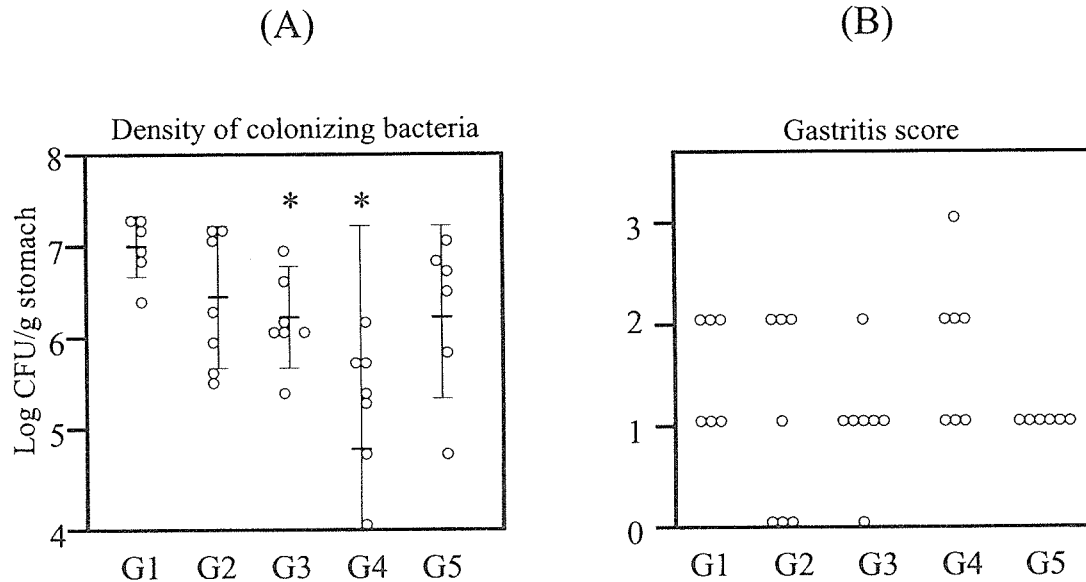 (A)
Density of colonizing bacteria
Log CFU/g stomach
8
7
6
5
4
* *
G1 G2 G3 G4 G5
(B)
Gastritis score
3
2
1
0
G1 G2 G3 G4 G5